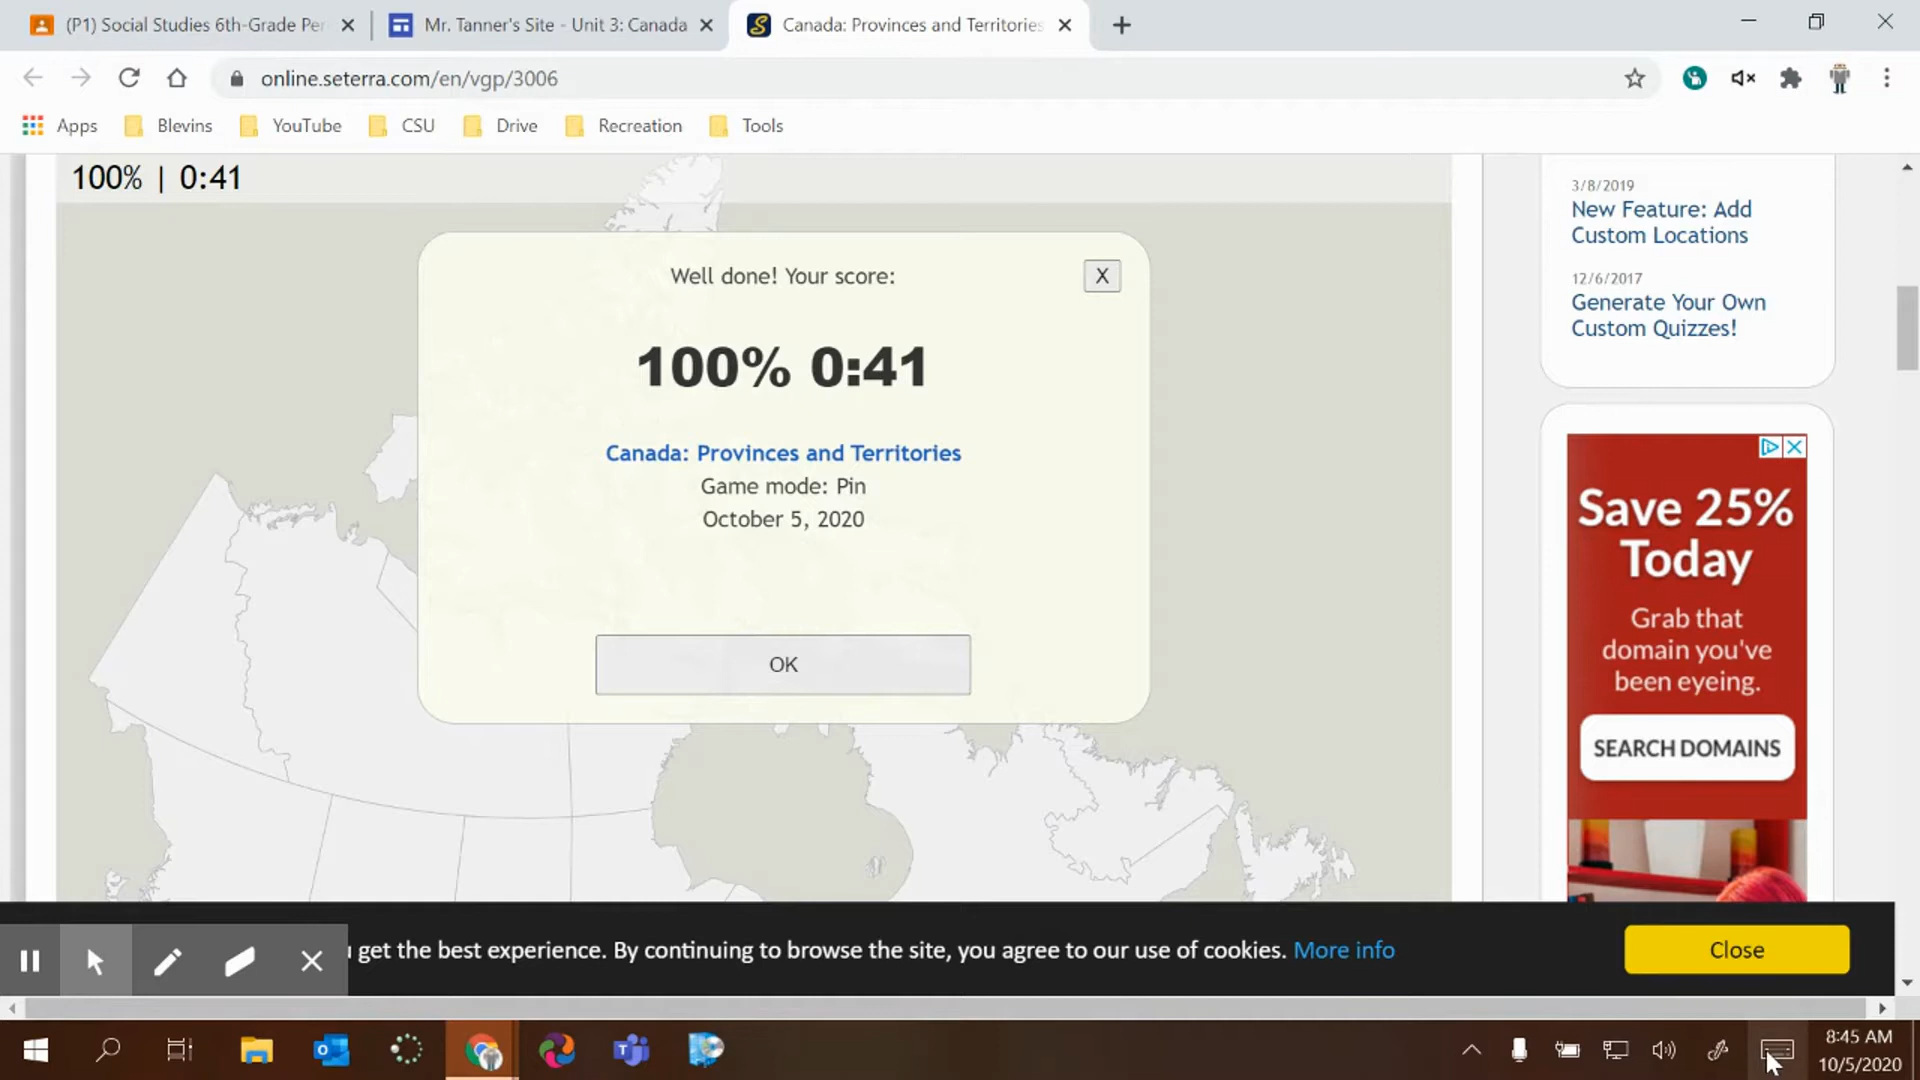 (P1) Social Studies 6th-Grade Per
Mr. Tanner's Site - Unit 3: Canada
Canada: Provinces and Territories
online.seterra.com/en/vgp/3006
Apps
Blevins
YouTube
CSU
Drive
Recreation
Tools
100% | 0:41
Well done! Your score:
X
100% 0:41
Canada: Provinces and Territories
Game mode: Pin
October 5, 2020
OK
3/8/2019
New Feature: Add
Custom Locations
12/6/2017
Generate Your Own
Custom Quizzes!
Save 25%
Today
Grab that
domain you've
been eyeing.
SEARCH DOMAINS
get the best experience. By continuing to browse the site, you agree to our use of cookies. More info
Close
8:45 AM
10/5/2020